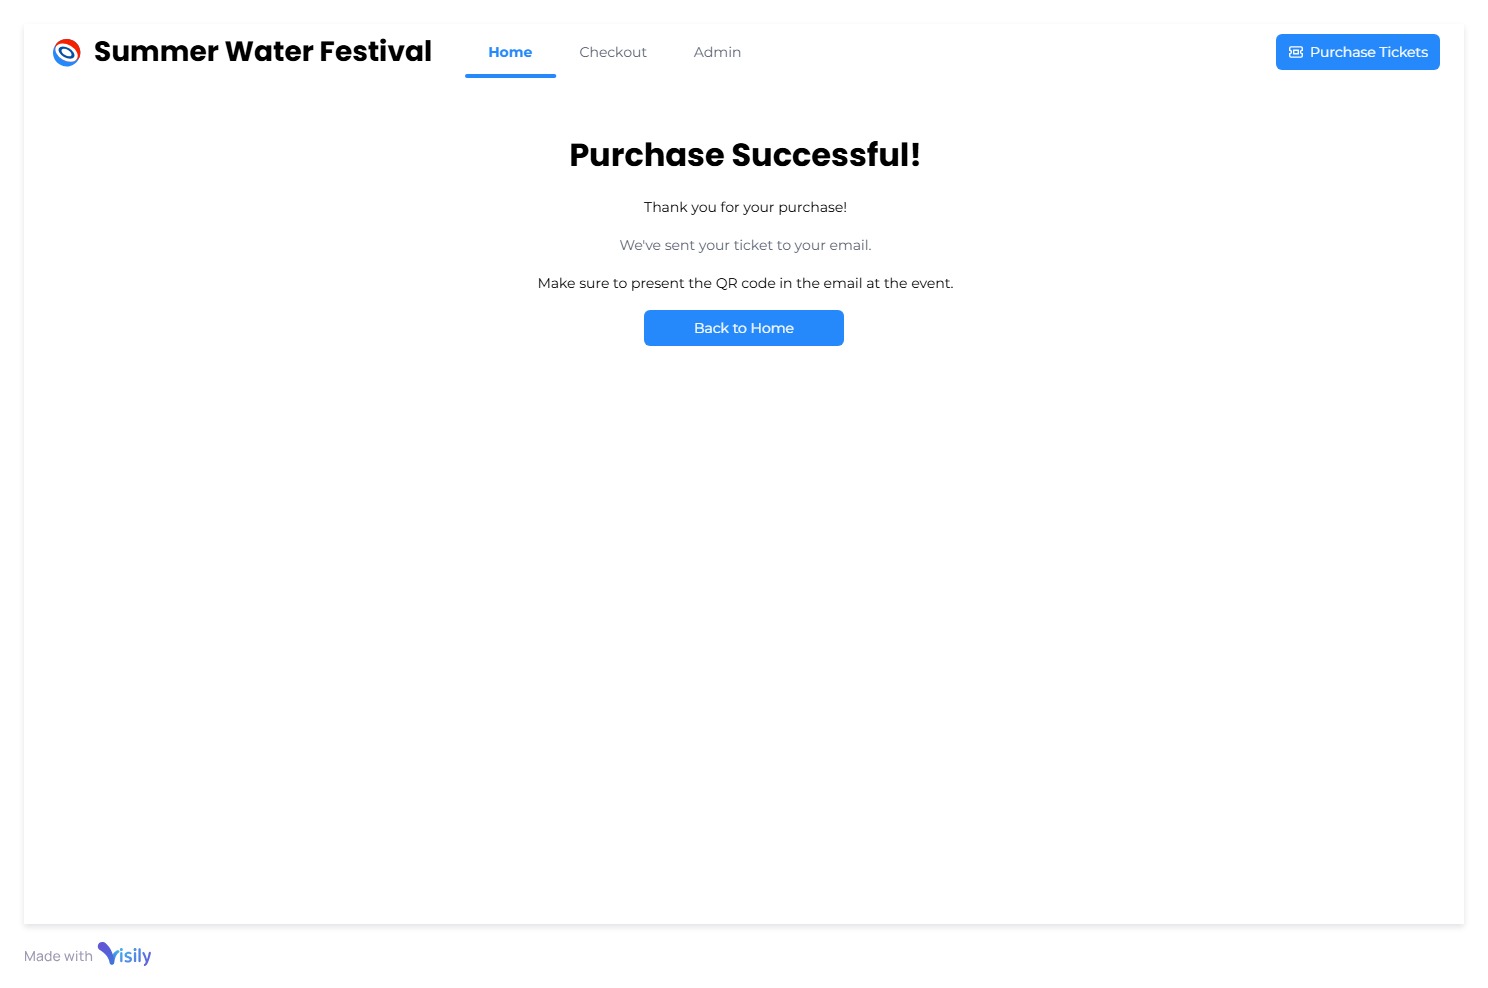 Summer Water Festival
Home
Checkout
Admin
Purchase Tickets
Purchase Successful!
Thank you for your purchase!
We've sent your ticket to your email.
Make sure to present the QR code in the email at the event.
Back to Home
Made with Visily